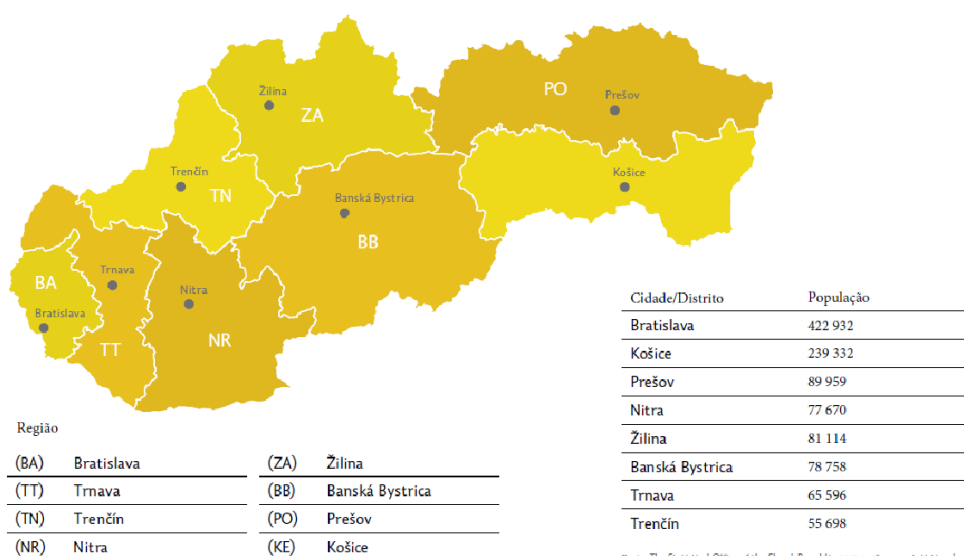 Žilina
ZA
PO
Prešov
Trenčín
TN
Košice
Banská Bystrica
BB
BA
Trnava
Nitra
Bratislava
TT
NR
Região
(BA) Bratislava
(TT) Trnava
(TN) Trenčín
(NR) Nitra
(ZA) Žilina
(BB) Banská Bystrica
(PO) Prešov
(KE) Košice
Cidade/Distrito População
Bratislava 422 932
Košice 239 332
Prešov 89 959
Nitra 77 670
Žilina 81 114
Banská Bystrica 78 758
Trnava 65 596
Trenčín 55 698